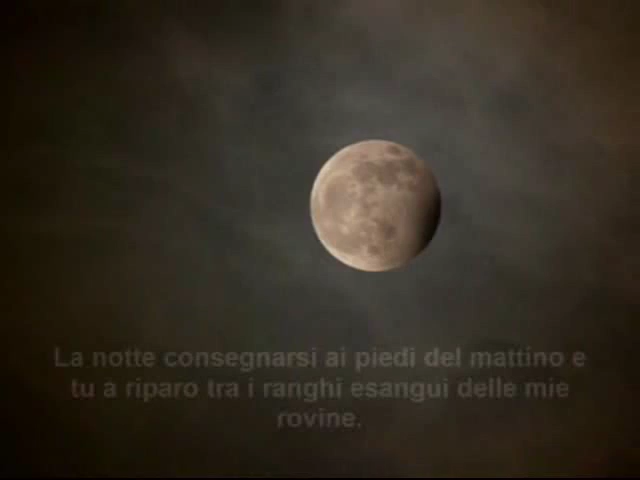 La notte consegnarsi ai piedi del mattino e
tu a riparo tra i ranghi esangui delle mie
rovine.